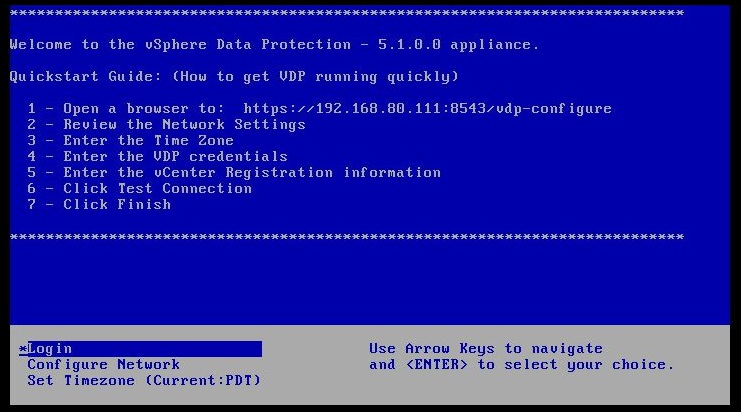 ***************************************************************************
Welcome to the vSphere Data Protection - 5.1.0.0 appliance.
Quickstart Guide: (How to get VDP running quickly)
1 - Open a browser to:  https://192.168.80.111:8543/vdp-configure
2 - Review the Network Settings
3 - Enter the Time Zone
4 - Enter the VDP credentials
5 - Enter the vCenter Registration information
6 - Click Test Connection
7 - Click Finish
***************************************************************************
*Login
Configure Network
Set Timezone (Current:PDT)
Use Arrow Keys to navigate
and <ENTER> to select your choice.